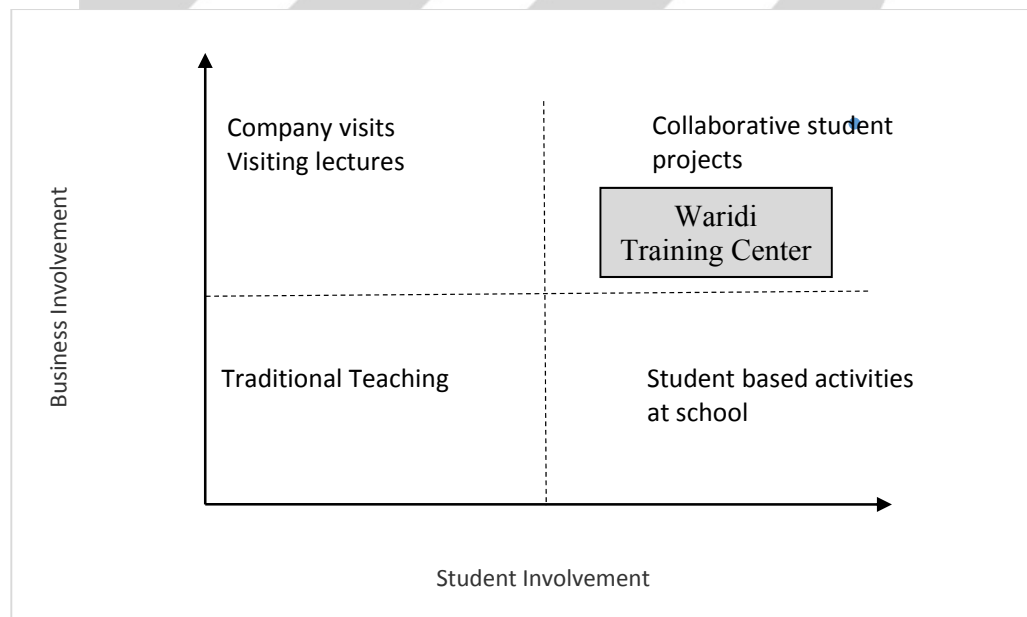 Company visits
Visiting lectures
Collaborative student
projects
Waridi
Training Center
Business Involvement
Traditional Teaching
Student based activities
at school
Student Involvement